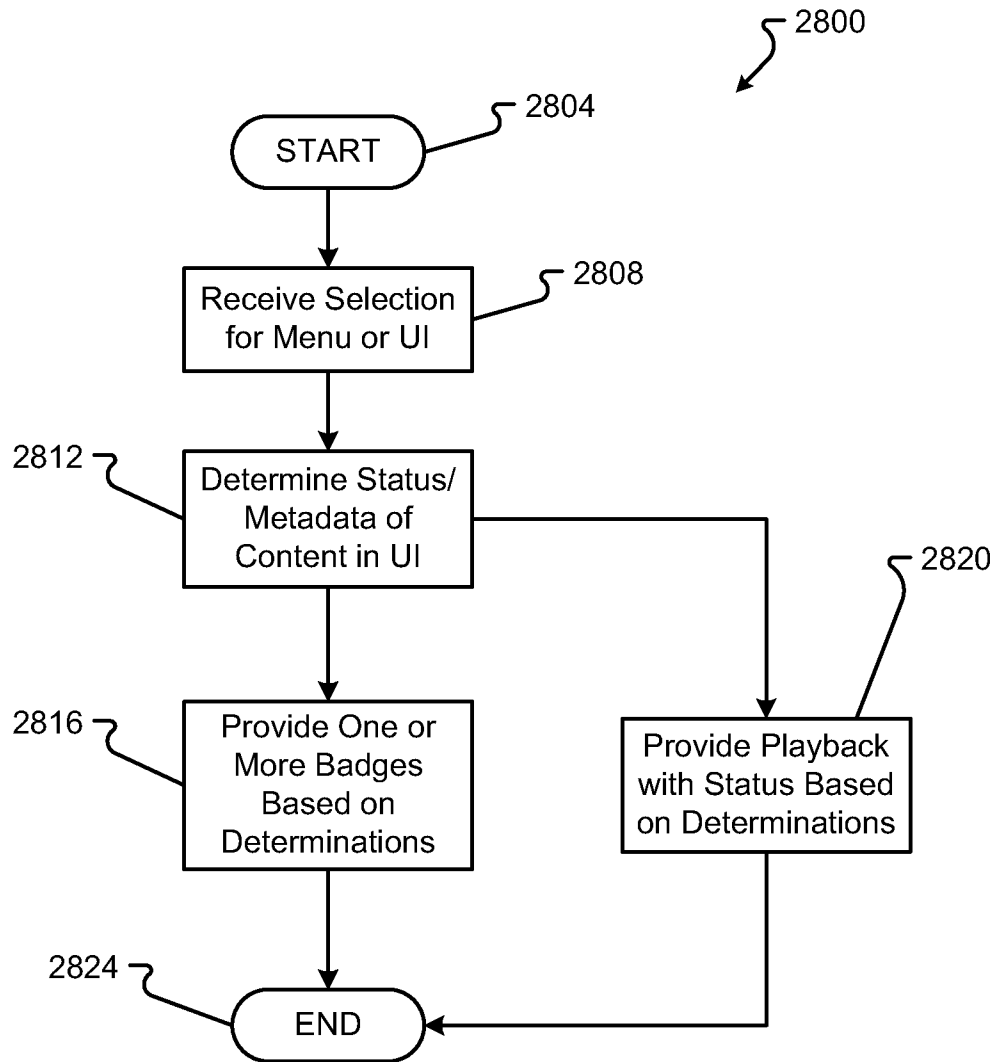 2800
2804
START
2808
Receive Selection
for Menu or UI
2812
Determine Status/
Metadata of
Content in UI
2820
2816
Provide One or
More Badges
Based on
Determinations
Provide Playback
with Status Based
on Determinations
2824
END